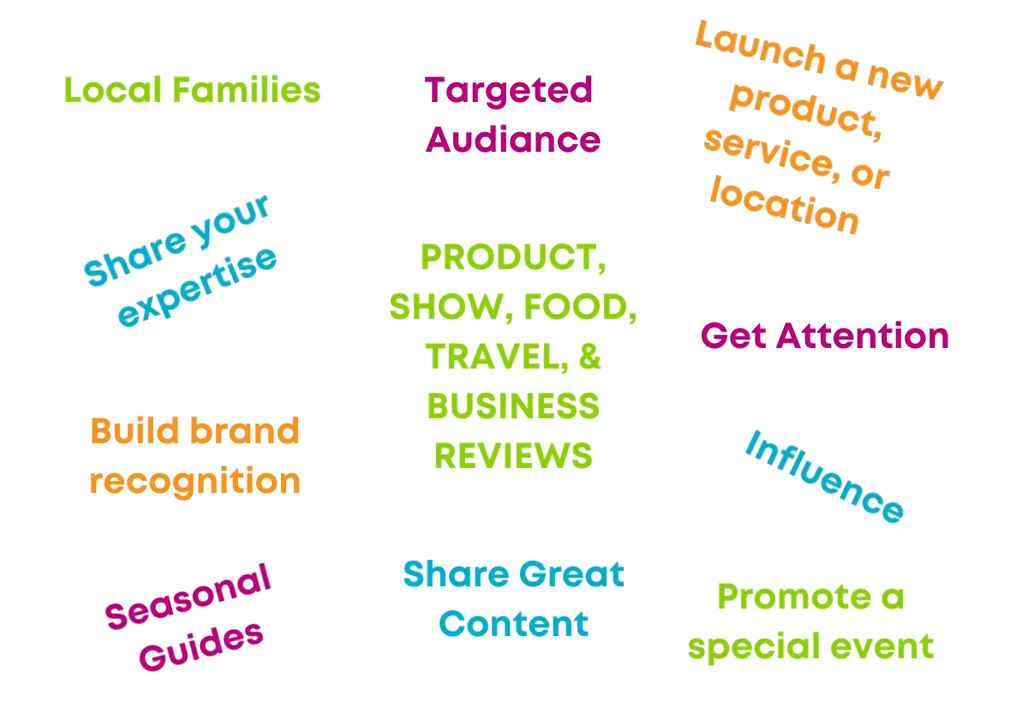 Local Families
Targeted
Audiance
Launch a new
product,
service, or
location
Share your
expertise
PRODUCT,
SHOW, FOOD,
TRAVEL, &
BUSINESS
REVIEWS
Get Attention
Build brand
recognition
Influence
Seasonal
Guides
Share Great
Content
Promote a
special event